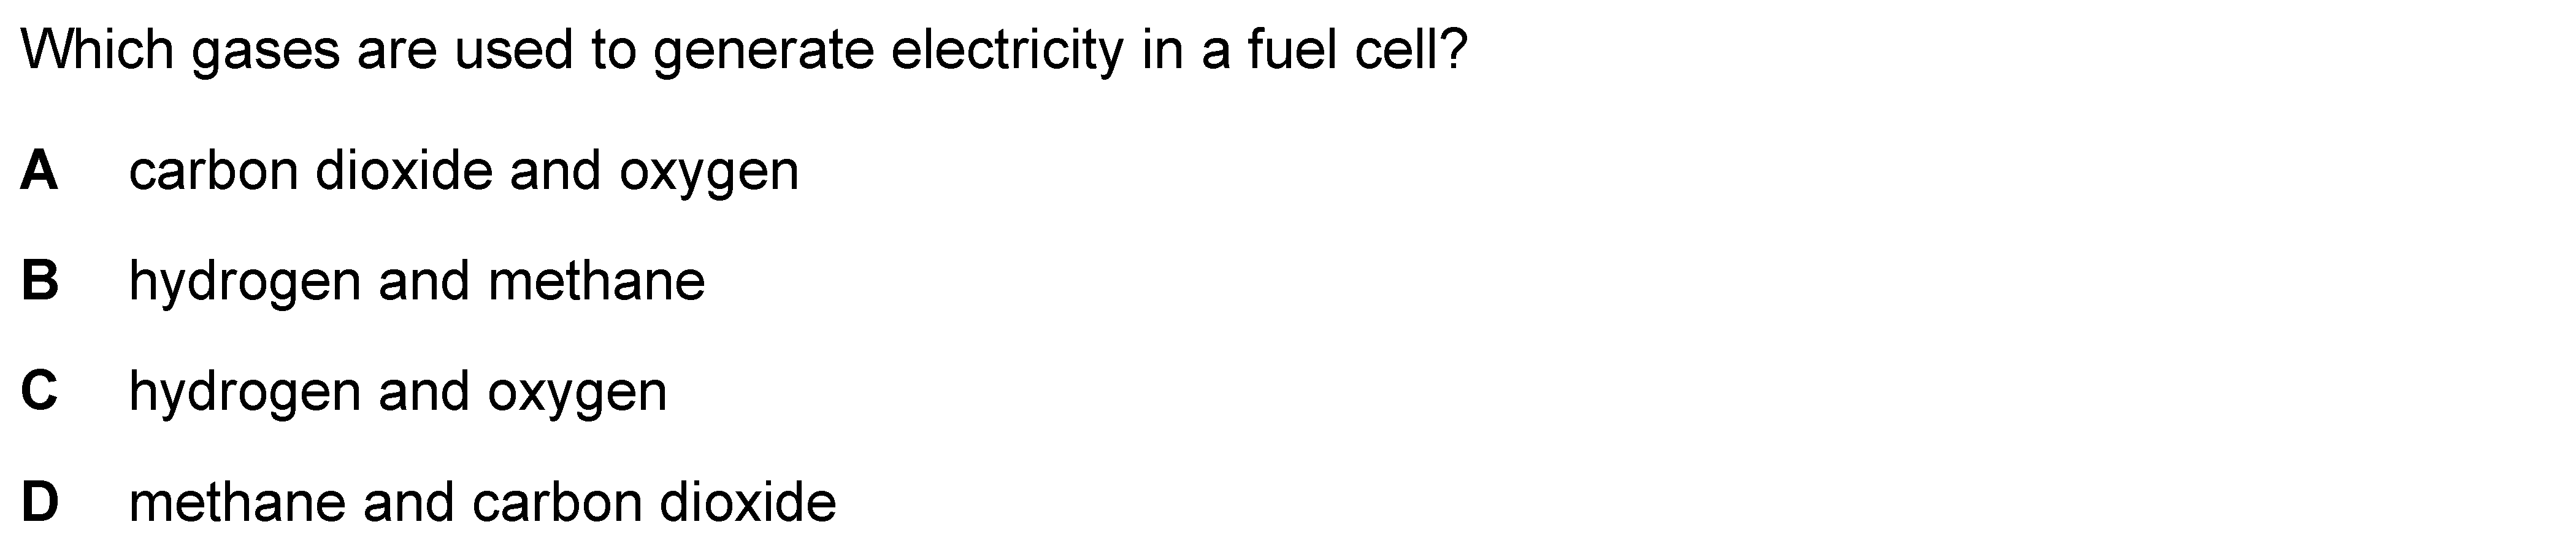 Which gases are used to generate electricity in a fuel cell?
A carbon dioxide and oxygen
B hydrogen and methane
C hydrogen and oxygen
D methane and carbon dioxide